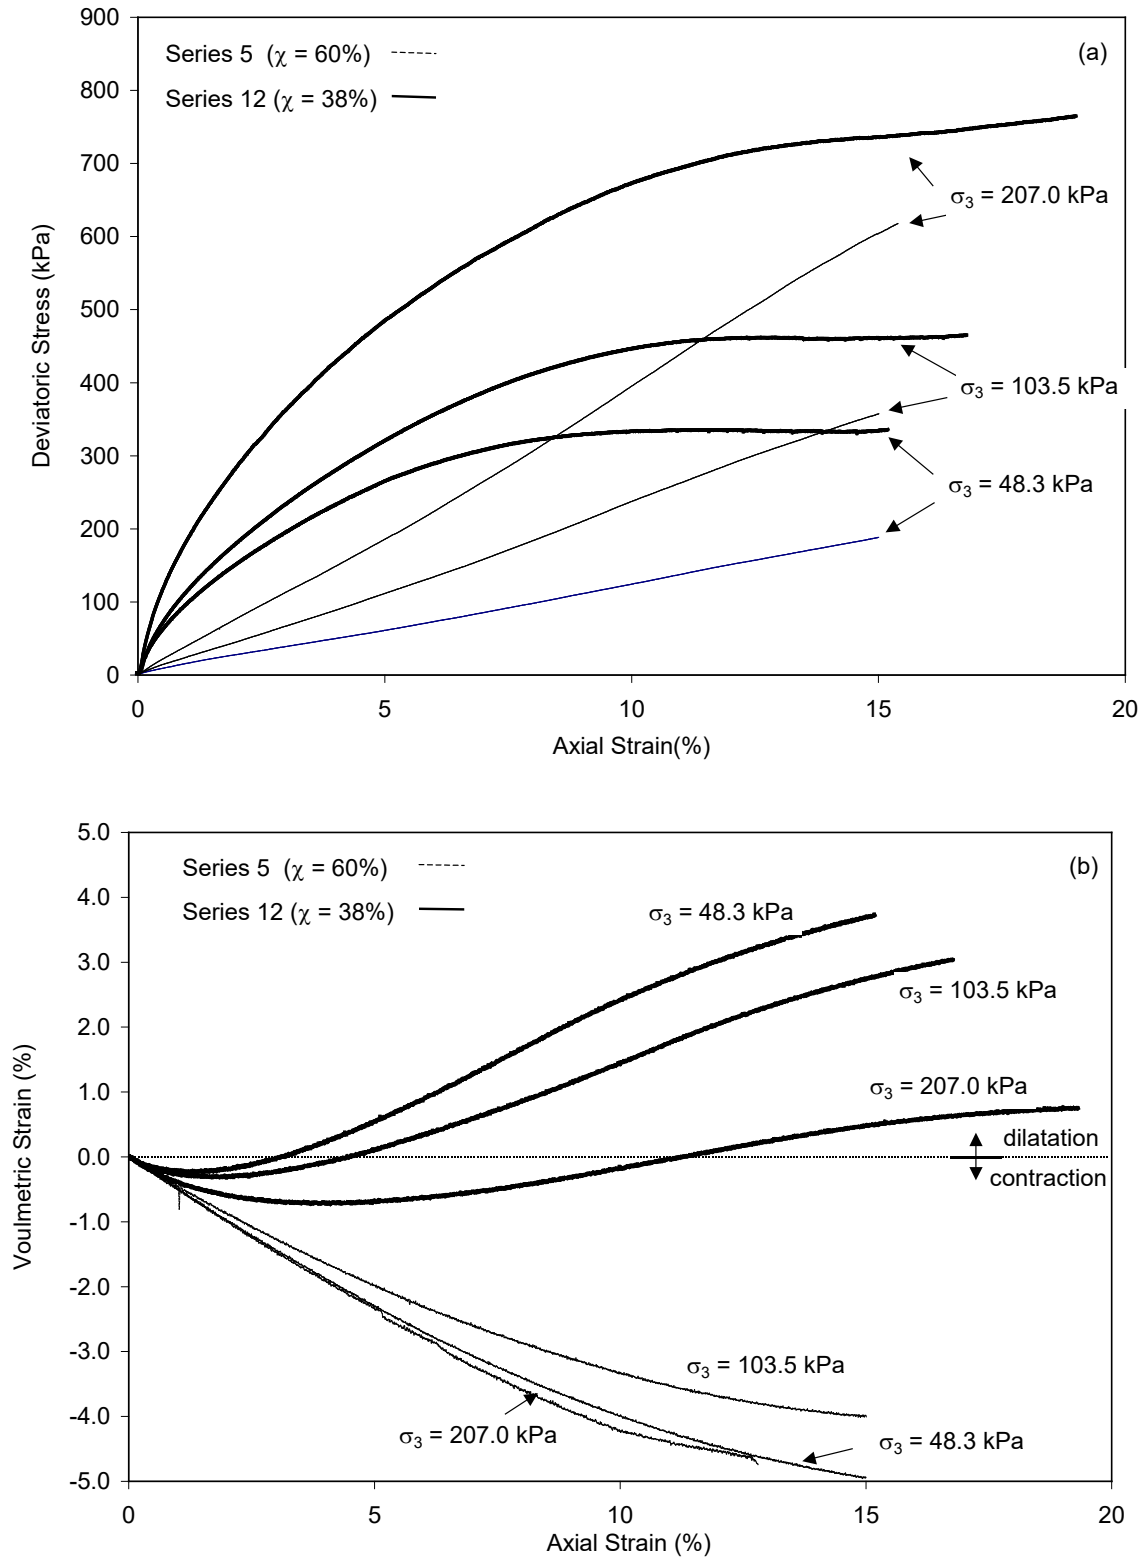 900
800
700
600
500
400
300
200
100
0
Deviatoric Stress (kPa)
Series 5 (χ = 60%)
Series 12 (χ = 38%)
(a)
σ3 = 207.0 kPa
σ3 = 103.5 kPa
σ3 = 48.3 kPa
0 5 10 15 20
Axial Strain(%)
5.0
4.0
3.0
2.0
1.0
0.0
-1.0
-2.0
-3.0
-4.0
-5.0
Voulmetric Strain (%)
Series 5 (χ = 60%)
Series 12 (χ = 38%)
(b)
σ3 = 48.3 kPa
σ3 = 103.5 kPa
σ3 = 207.0 kPa
dilatation
contraction
σ3 = 103.5 kPa
σ3 = 207.0 kPa
σ3 = 48.3 kPa
0 5 10 15 20
Axial Strain (%)